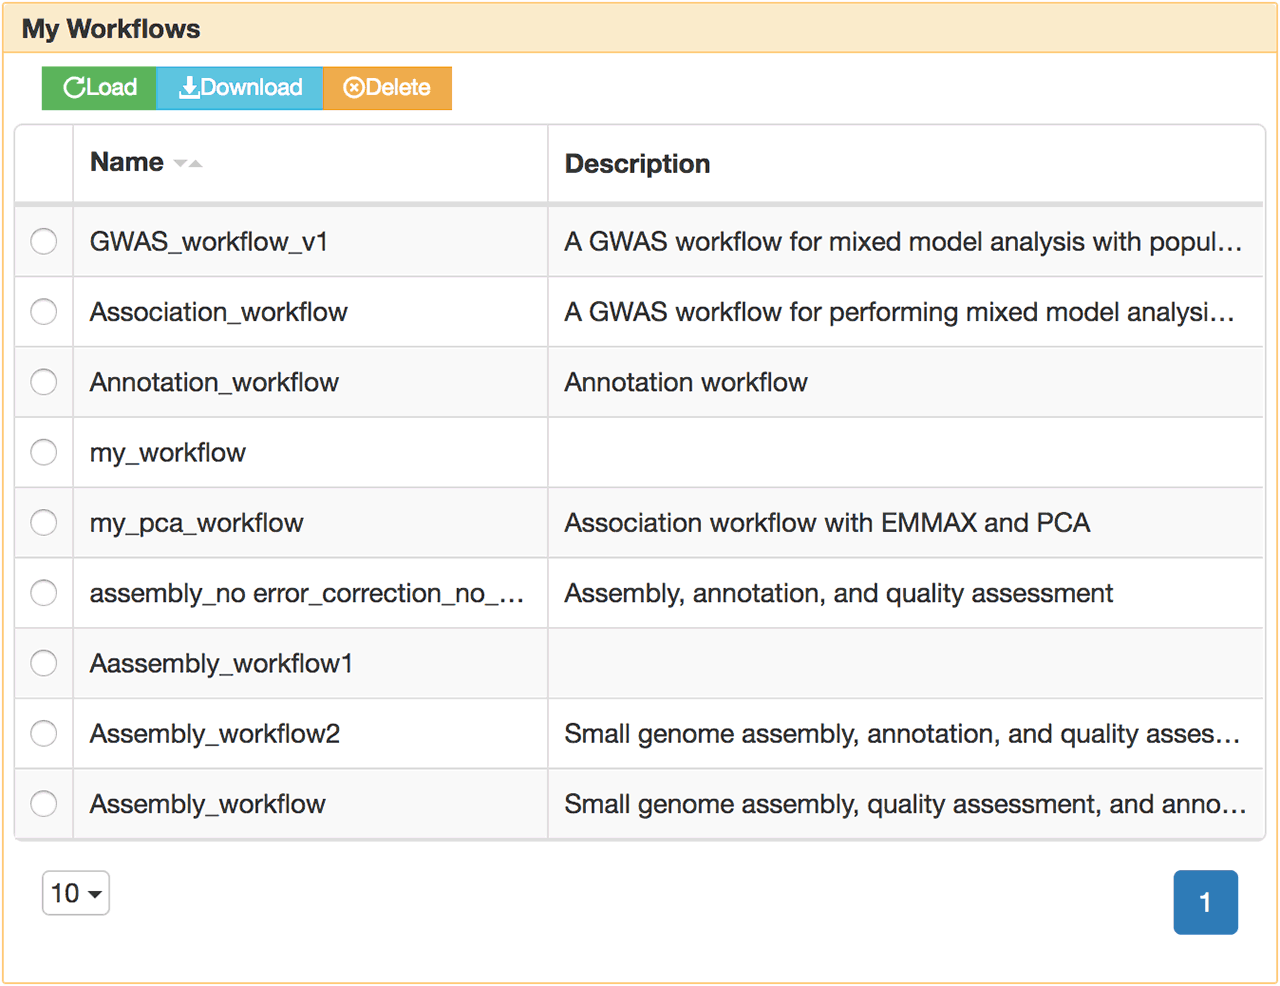 My Workflows
Load Download Delete
Name Description
GWAS_workflow_v1 A GWAS workflow for mixed model analysis with popul...
Association_workflow A GWAS workflow for performing mixed model analysi...
Annotation_workflow Annotation workflow
my_workflow
my_pca_workflow Association workflow with EMMAX and PCA
assembly_no error_correction_no_... Assembly, annotation, and quality assessment
Aassembly_workflow1
Assembly_workflow2 Small genome assembly, annotation, and quality asses...
Assembly_workflow Small genome assembly, quality assessment, and anno...
10 1